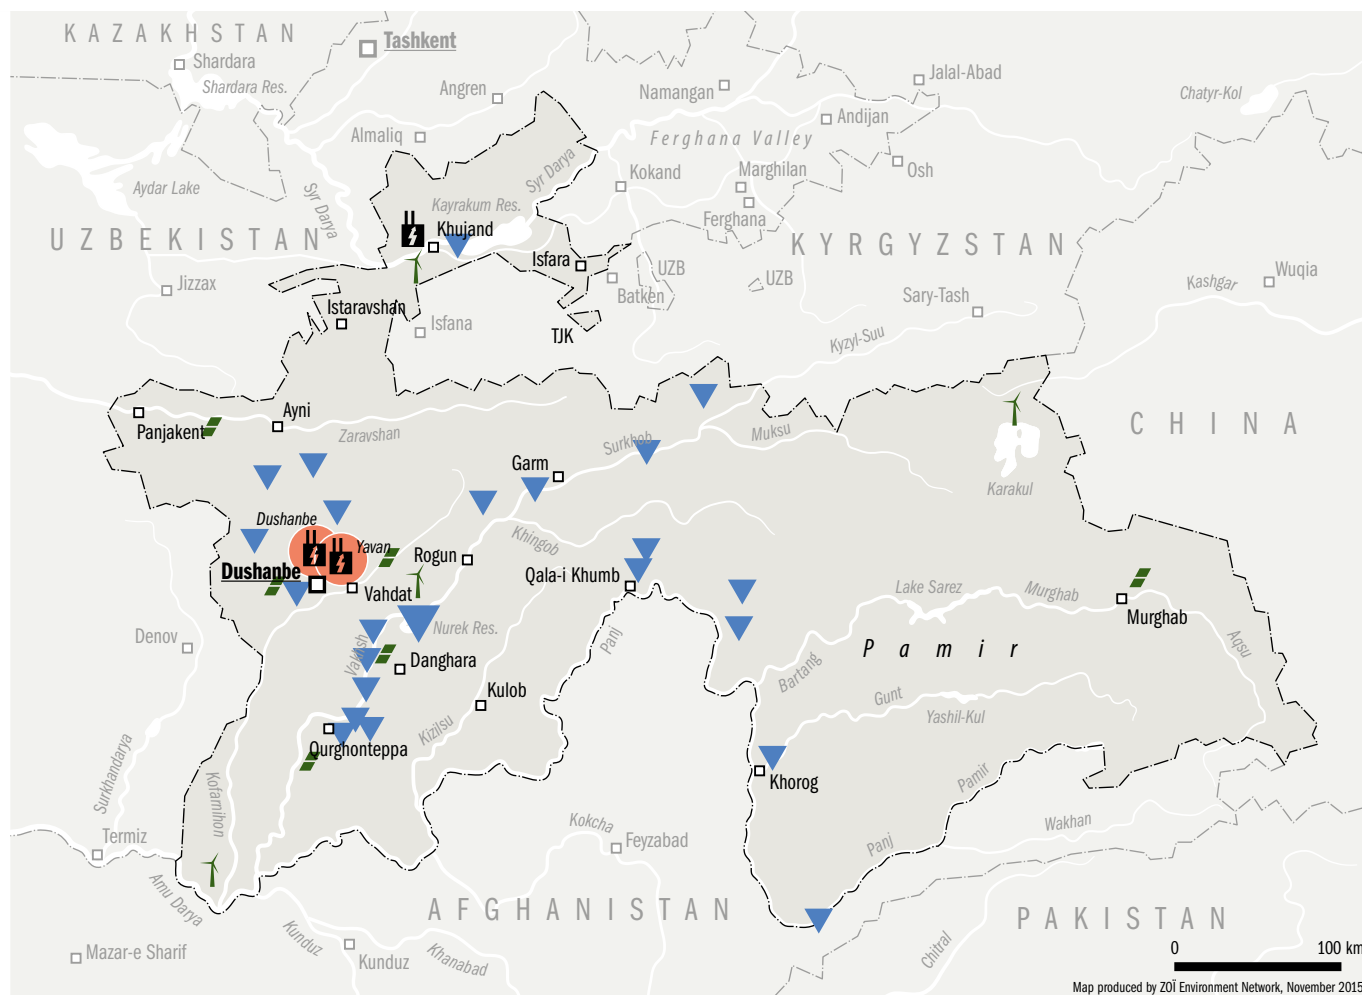 KAZAKHSTAN
Tashkent
Shardara
Shardara Res.
Angren
Namangan
Jalal-Abad
Chatyr-Kol
Almaliq
Andijan
Ferghana Valley
Aydar Lake
Syr Darya
Syr Darya
Kokand
Marghilan
Osh
Kayrakum Res.
Ferghana
UZBEKISTAN
Khujand
KYRGYZSTAN
Isfara
UZB
UZB
Wuqia
Jizzax
Batken
Sary-Tash
Kashgar
Istaravshan
Isfana
TJK
Kyzyl-Suu
Panjakent
Ayni
Zaravshan
Surkhob
Muksu
CHINA
Garm
Karakul
Dushanbe
Yavan
Khingob
Rogun
Dushanbe
Vahdat
Qala-i Khumb
Lake Sarez
Murghab
Murghab
Nurek Res.
Denov
Vakhsh
Danghara
Panj
Pamir
Bartang
Aqsu
Kulob
Gunt
Yashil-Kul
Kizilsu
Qurghonteppa
Khorog
Pamir
Surkhandarya
Kofarnihon
Termiz
Kokcha
Feyzabad
Panj
Wakhan
Amu Darya
AFGHANISTAN
PAKISTAN
Kunduz
Mazar-e Sharif
Kunduz
Khanabad
Chitral
0 100 km
Map produced by ZOÏ Environment Network, November 2015